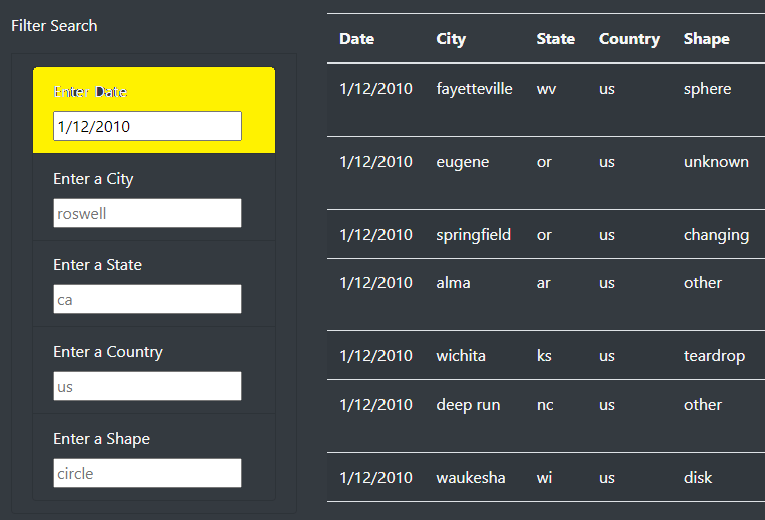 Filter Search
Enter Date
1/12/2010
Enter a City
roswell
Enter a State
ca
Enter a Country
us
Enter a Shape
circle
Date City State Country Shape
1/12/2010 fayetteville wv us sphere
1/12/2010 eugene or us unknown
1/12/2010 springfield or us changing
1/12/2010 alma ar us other
1/12/2010 wichita ks us teardrop
1/12/2010 deep run nc us other
1/12/2010 waukesha wi us disk